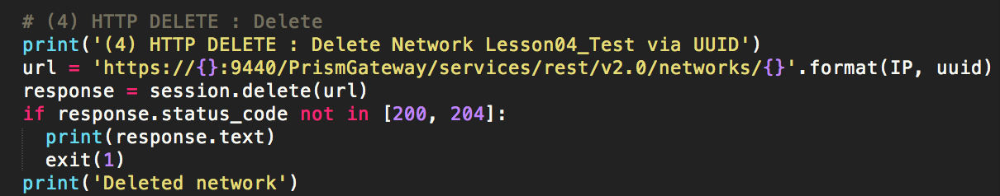 # (4) HTTP DELETE : Delete
print('(4) HTTP DELETE : Delete Network Lesson04_Test via UUID')
url = 'https://{}:9440/PrismGateway/services/rest/v2.0/networks/{}'.format(IP, uuid)
response = session.delete(url)
if response.status_code not in [200, 204]:
  print(response.text)
  exit(1)
print('Deleted network')